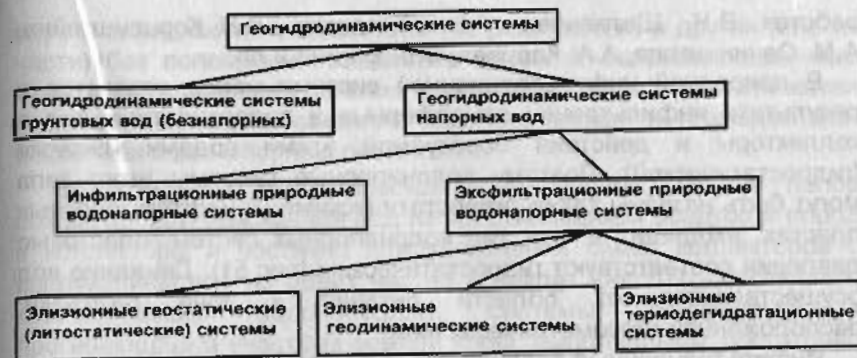 Геогидродинамические системы
Геогидродинамические системы
грунтовых вод (безнапорных)
Геогидродинамические системы
напорных вод
Инфильтрационные природные
водонапорные системы
Эксфильтрационные природные
водонапорные системы
Элизионные геостатические
(литостатические) системы
Элизионные
геодинамические системы
Элизионные
термодегидратационные
системы